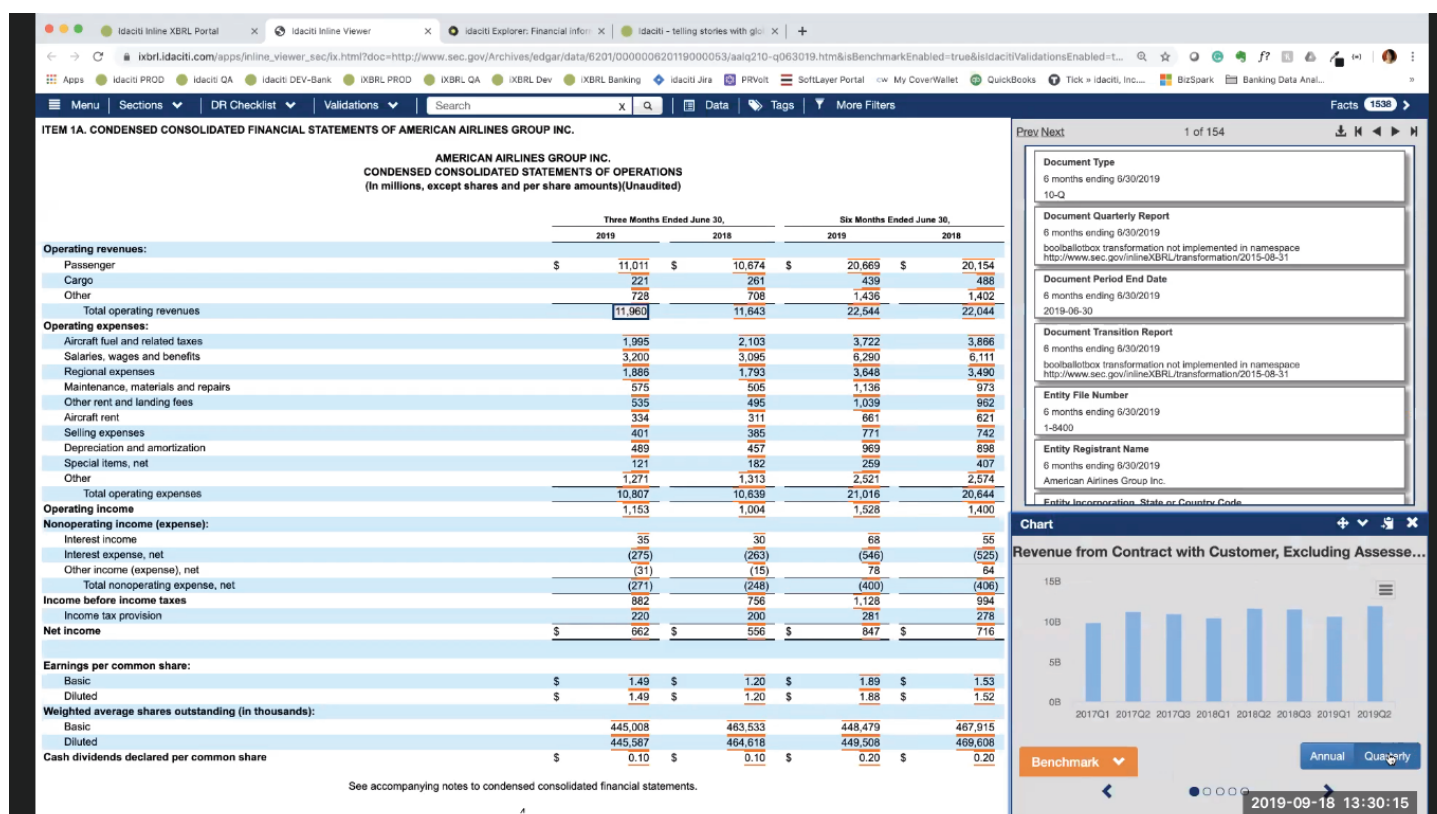 Idaciti Inline XBRL Portal × Idaciti Inline Viewer × idaciti Explorer: Financial infor × Idaciti - telling stories with glo × +
ixbrl.idaciti.com/apps/inline_viewer_sec/ix.html?doc=http://www.sec.gov/Archives/edgar/data/6201/000000620119000053/aalq210-q063019.htm&isBenchmarkEnabled=true&isIdacitiValidationsEnabled=t...
Apps idaciti PROD idaciti QA idaciti DEV-Bank iXBRL PROD iXBRL QA iXBRL Dev iXBRL Banking Idaciti Jira PRVolt SoftLayer Portal cw My CoverWallet QuickBooks Tick » idaciti, Inc.... BizSpark Banking Data Anal... »
Menu Sections DR Checklist Validations Search x Data Tags More Filters Facts 1538
ITEM 1A. CONDENSED CONSOLIDATED FINANCIAL STATEMENTS OF AMERICAN AIRLINES GROUP INC.
AMERICAN AIRLINES GROUP INC.
CONDENSED CONSOLIDATED STATEMENTS OF OPERATIONS
(In millions, except shares and per share amounts)(Unaudited)
Three Months Ended June 30, Six Months Ended June 30,
2019 2018 2019 2018
Operating revenues:
Passenger $ 11,011 $ 10,674 $ 20,669 $ 20,154
Cargo 221 261 439 488
Other 728 708 1,436 1,402
Total operating revenues 11,960 11,643 22,544 22,044
Operating expenses:
Aircraft fuel and related taxes 1,995 2,103 3,722 3,866
Salaries, wages and benefits 3,200 3,095 6,290 6,111
Regional expenses 1,886 1,793 3,648 3,490
Maintenance, materials and repairs 575 505 1,136 973
Other rent and landing fees 535 495 1,039 962
Aircraft rent 334 311 661 621
Selling expenses 401 385 771 742
Depreciation and amortization 489 457 969 898
Special items, net 121 182 259 407
Other 1,271 1,313 2,521 2,574
Total operating expenses 10,807 10,639 21,016 20,644
Operating income 1,153 1,004 1,528 1,400
Nonoperating income (expense):
Interest income 35 30 68 55
Interest expense, net (275) (263) (546) (525)
Other income (expense), net (31) (15) 78 64
Total nonoperating expense, net (271) (248) (400) (406)
Income before income taxes 882 756 1,128 994
Income tax provision 220 200 281 278
Net income $ 662 $ 556 $ 847 $ 716
Earnings per common share:
Basic $ 1.49 $ 1.20 $ 1.89 $ 1.53
Diluted $ 1.49 $ 1.20 $ 1.88 $ 1.52
Weighted average shares outstanding (in thousands):
Basic 445,008 463,533 448,479 467,915
Diluted 445,587 464,618 449,508 469,608
Cash dividends declared per common share $ 0.10 $ 0.10 $ 0.20 $ 0.20
See accompanying notes to condensed consolidated financial statements.
Prev Next 1 of 154
Document Type
6 months ending 6/30/2019
10-Q
Document Quarterly Report
6 months ending 6/30/2019
boolballotbox transformation not implemented in namespace
http://www.sec.gov/inlineXBRL/transformation/2015-08-31
Document Period End Date
6 months ending 6/30/2019
2019-06-30
Document Transition Report
6 months ending 6/30/2019
boolballotbox transformation not implemented in namespace
http://www.sec.gov/inlineXBRL/transformation/2015-08-31
Entity File Number
6 months ending 6/30/2019
1-8400
Entity Registrant Name
6 months ending 6/30/2019
American Airlines Group Inc.
Entity Incorporation, State or Country Code
Chart
Revenue from Contract with Customer, Excluding Assesse...
15B
10B
5B
0B
2017Q1 2017Q2 2017Q3 2018Q1 2018Q2 2018Q3 2019Q1 2019Q2
Benchmark Annual Quarterly
2019-09-18 13:30:15